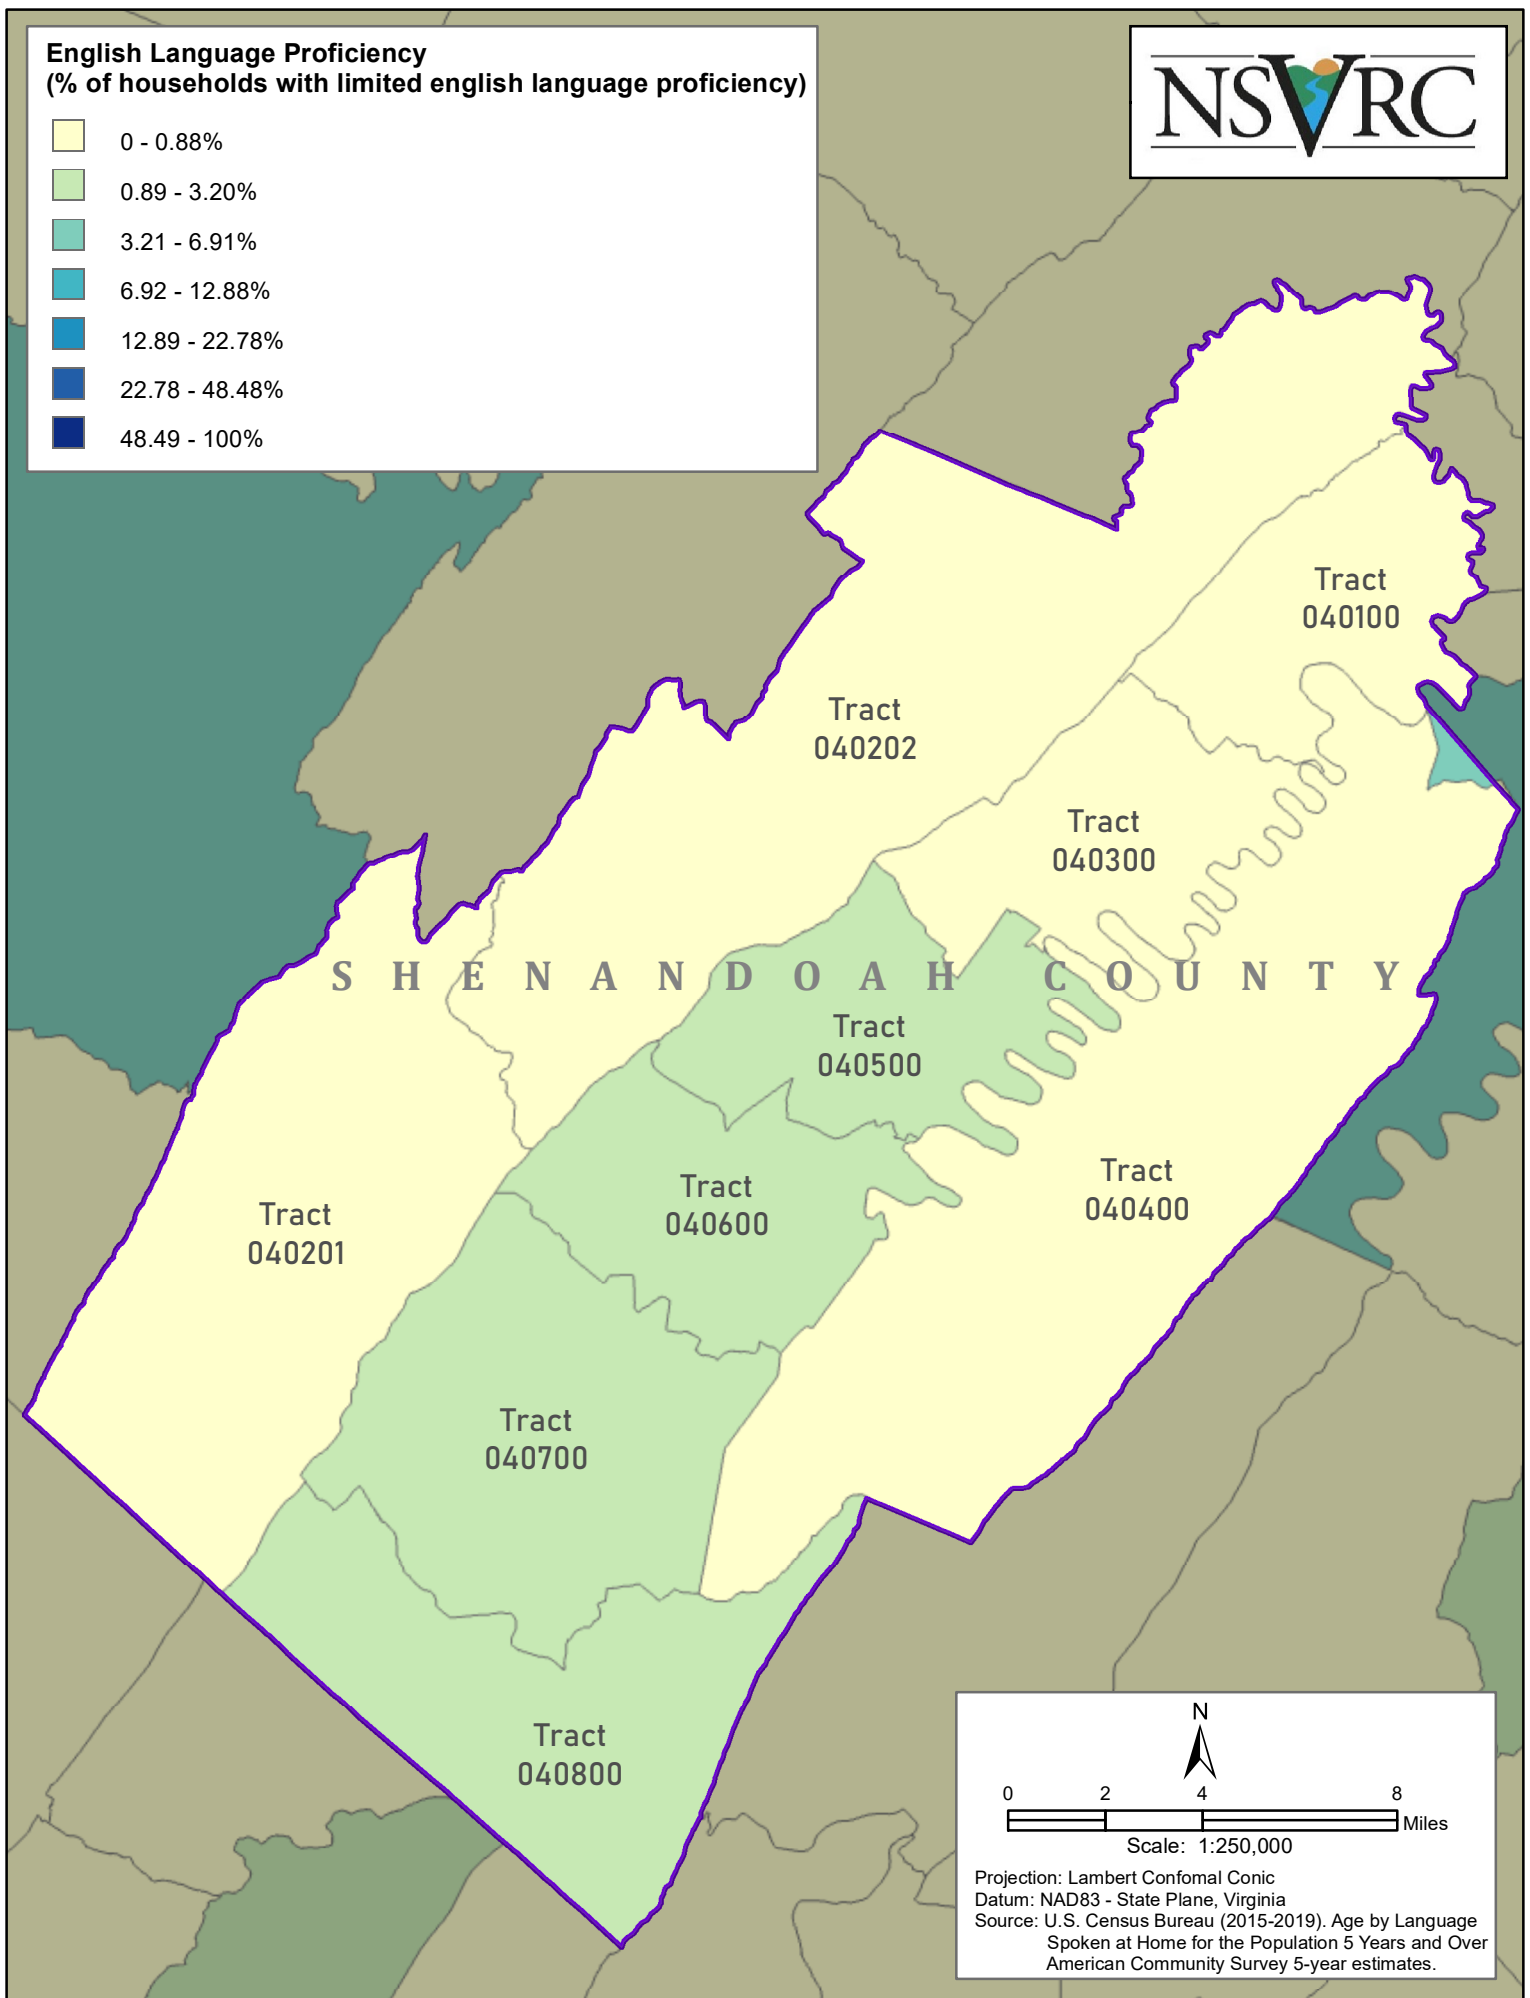 English Language Proficiency
(% of households with limited english language proficiency)
0 - 0.88%
0.89 - 3.20%
3.21 - 6.91%
6.92 - 12.88%
12.89 - 22.78%
22.78 - 48.48%
48.49 - 100%
NSVRC
Tract
040100
Tract
040202
Tract
040300
SHENANDOAH COUNTY
Tract
040500
Tract
040400
Tract
040600
Tract
040201
Tract
040700
Tract
040800
N
0 2 4 8
Miles
Scale: 1:250,000
Projection: Lambert Confomal Conic
Datum: NAD83 - State Plane, Virginia
Source: U.S. Census Bureau (2015-2019). Age by Language
Spoken at Home for the Population 5 Years and Over
American Community Survey 5-year estimates.